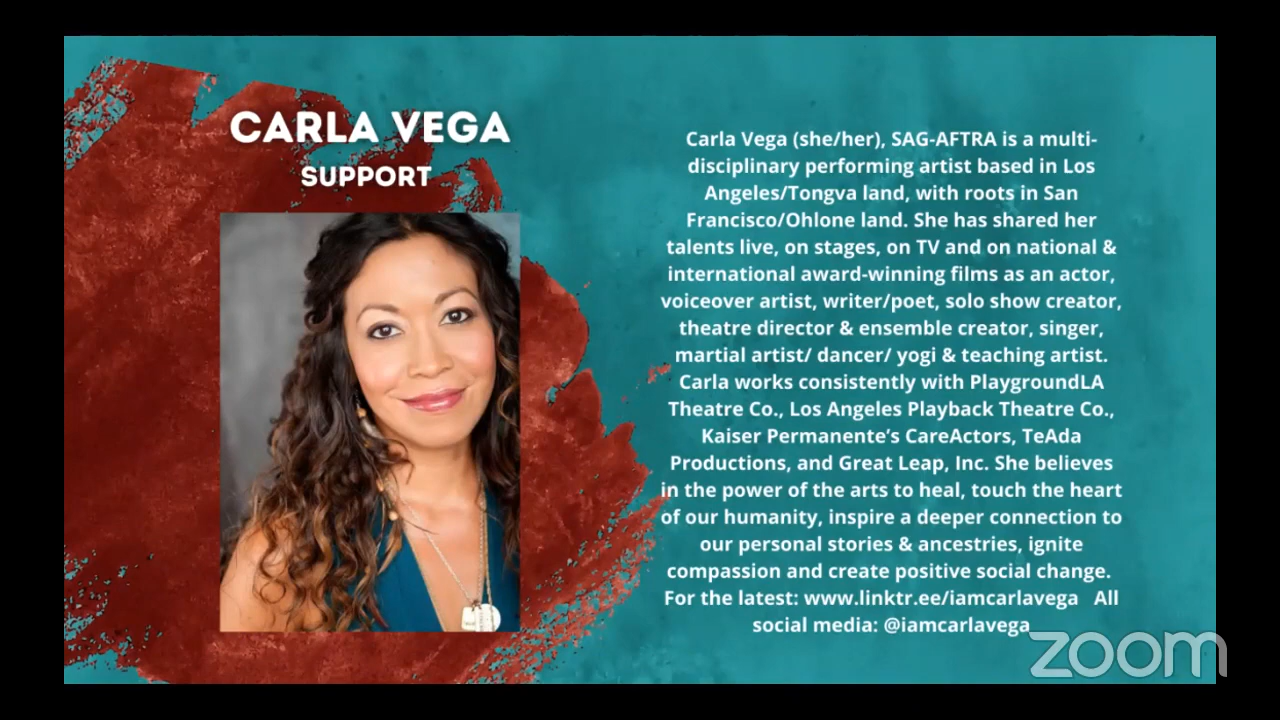 CARLA VEGA
SUPPORT
Carla Vega (she/her), SAG-AFTRA is a multi-
disciplinary performing artist based in Los
Angeles/Tongva land, with roots in San
Francisco/Ohlone land. She has shared her
talents live, on stages, on TV and on national &
international award-winning films as an actor,
voiceover artist, writer/poet, solo show creator,
theatre director & ensemble creator, singer,
martial artist/ dancer/ yogi & teaching artist.
Carla works consistently with PlaygroundLA
Theatre Co., Los Angeles Playback Theatre Co.,
Kaiser Permanente’s CareActors, TeAda
Productions, and Great Leap, Inc. She believes
in the power of the arts to heal, touch the heart
of our humanity, inspire a deeper connection to
our personal stories & ancestries, ignite
compassion and create positive social change.
For the latest: www.linktr.ee/iamcarlavega All
social media: @iamcarlavega
zoom